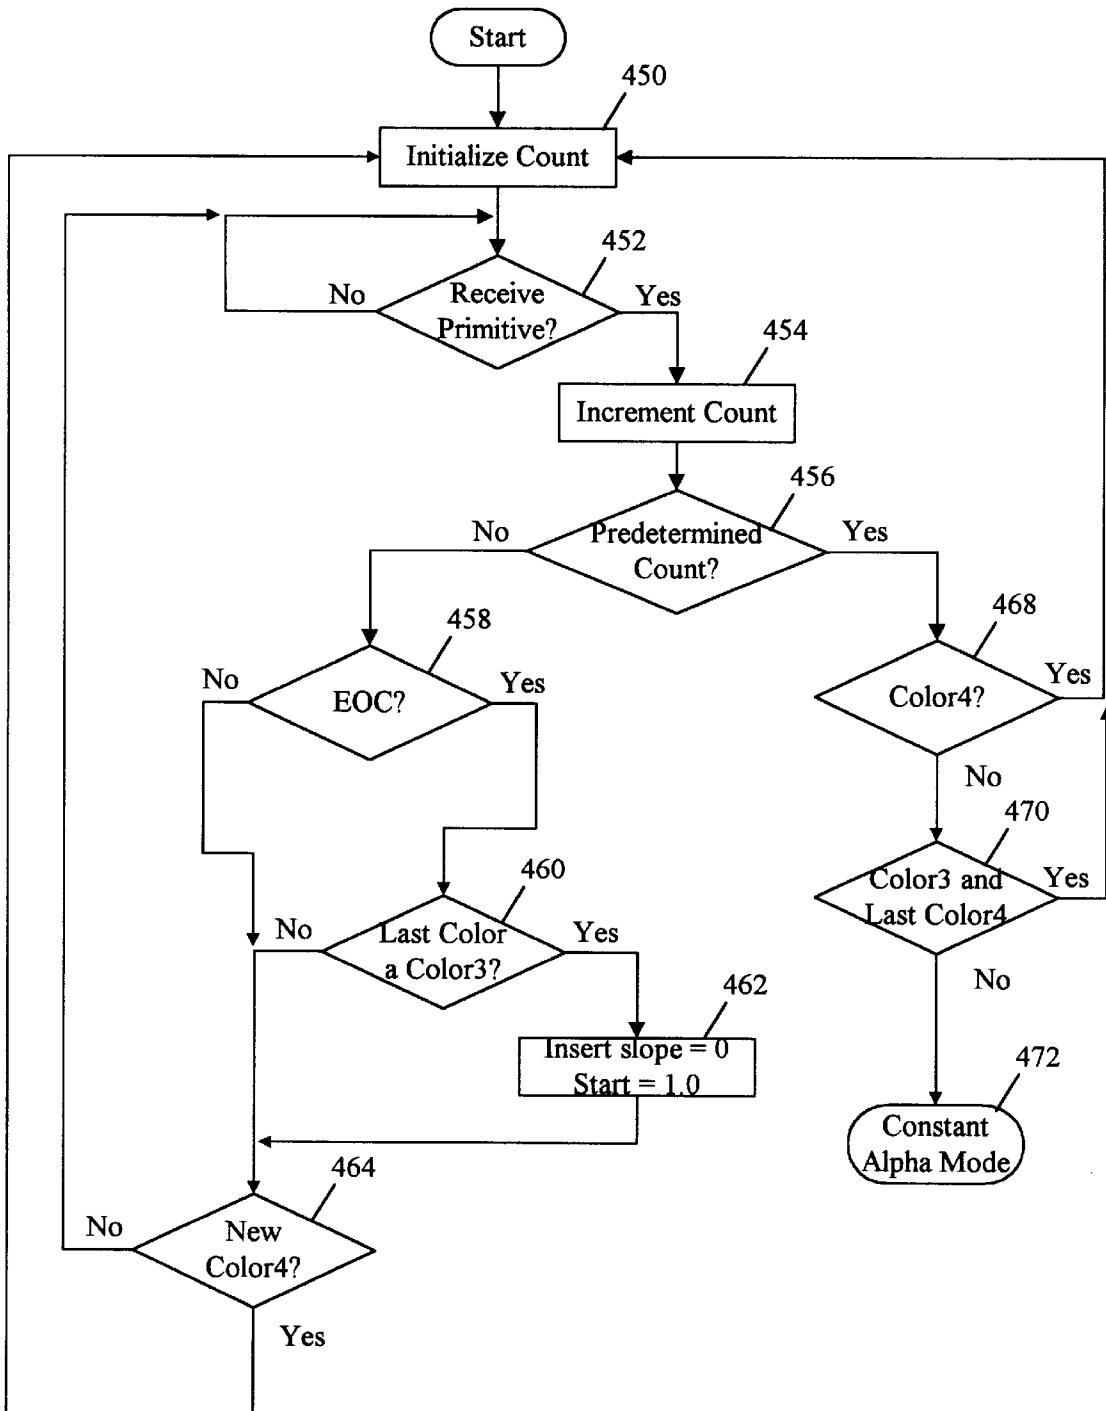 Start
450
Initialize Count
452
No
Receive
Primitive?
Yes
454
Increment Count
456
No
Predetermined
Count?
Yes
458
468
No
EOC?
Yes
Color4?
Yes
No
460
470
No
Last Color
a Color3?
Yes
Color3 and
Last Color4
Yes
No
462
Insert slope = 0
Start = 1.0
472
Constant
Alpha Mode
464
No
New
Color4?
Yes